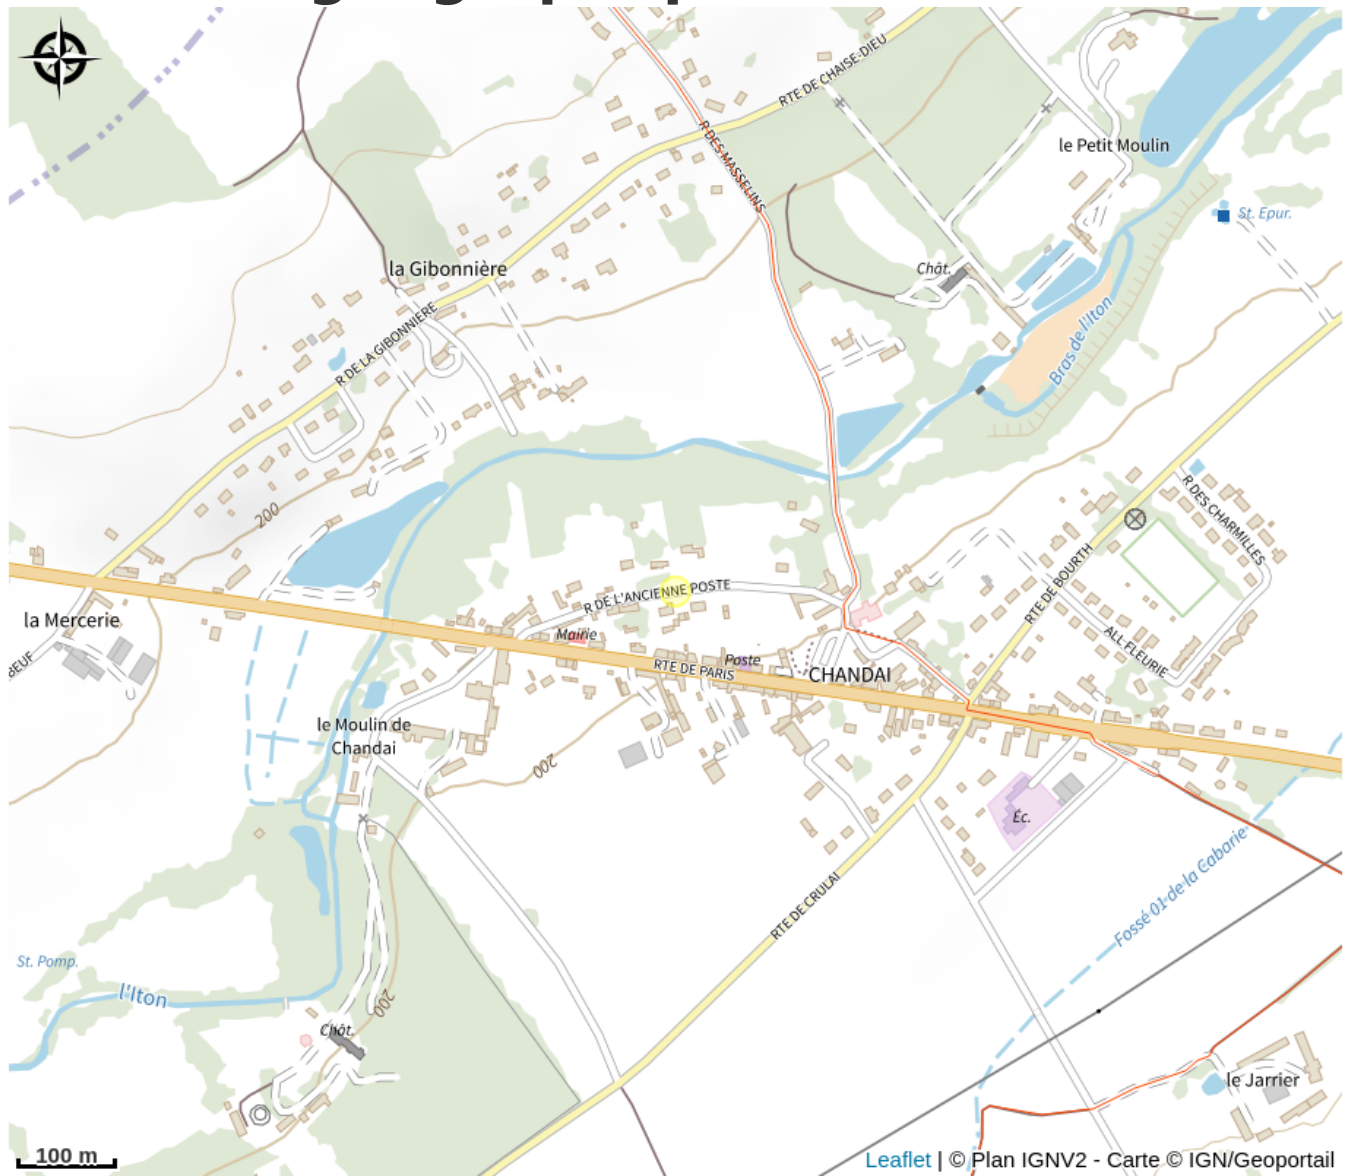 RTE DE CHAISE-DIEU
R DES MASSELINS
le Petit Moulin
St. Epur.
la Gibonnière
Chât.
R DE LA GIBONNIÈRE
Bras de l'Iton
200
R DES CHARMILLES
RTE DE BOURTH
R DE L'ANCIENNE POSTE
la Mercerie
Mairie
ALL FLEURIE
BEUF
Poste
RTE DE PARIS
CHANDAI
le Moulin de
Chandai
200
Éc.
Fossé 01 de la Cabarie
RTE DE CRULAI
St. Pomp.
l'Iton
200
Chât.
le Jarrier
100 m
Leaflet | © Plan IGNV2 - Carte © IGN/Geoportail